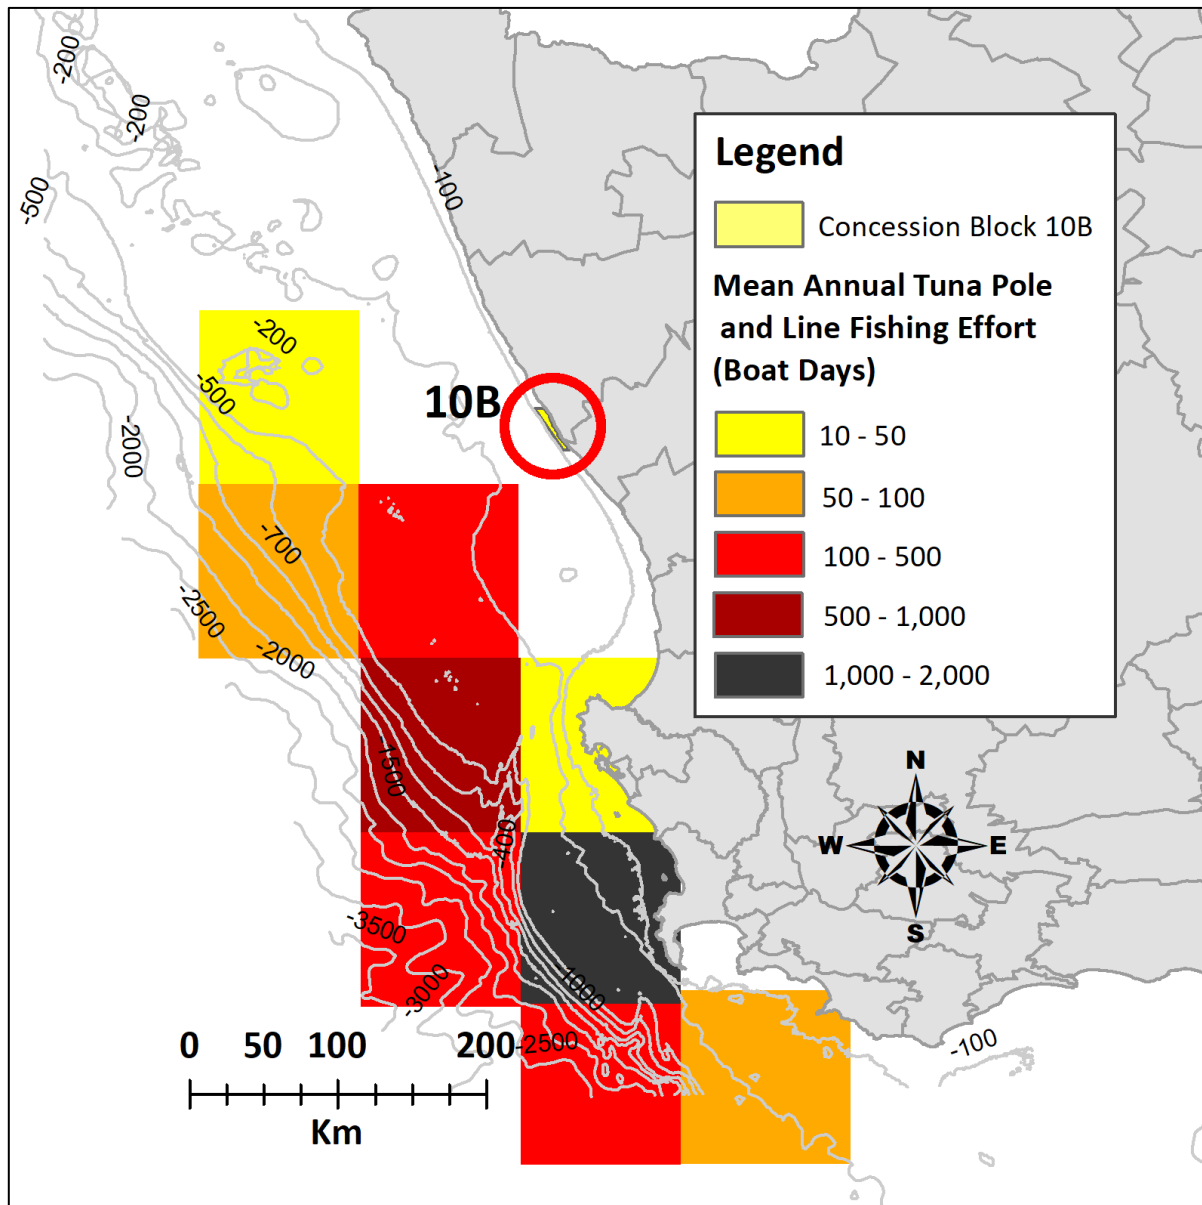 -200
-200
-500
-100
Legend
Concession Block 10B
Mean Annual Tuna Pole
and Line Fishing Effort
(Boat Days)
10 - 50
50 - 100
100 - 500
500 - 1,000
1,000 - 2,000
-200
-500
10B
-2000
-700
-2500
-2000
-1500
-400
N
W
E
S
-3500
-3000
1000
-2500
-100
0 50 100 200
Km